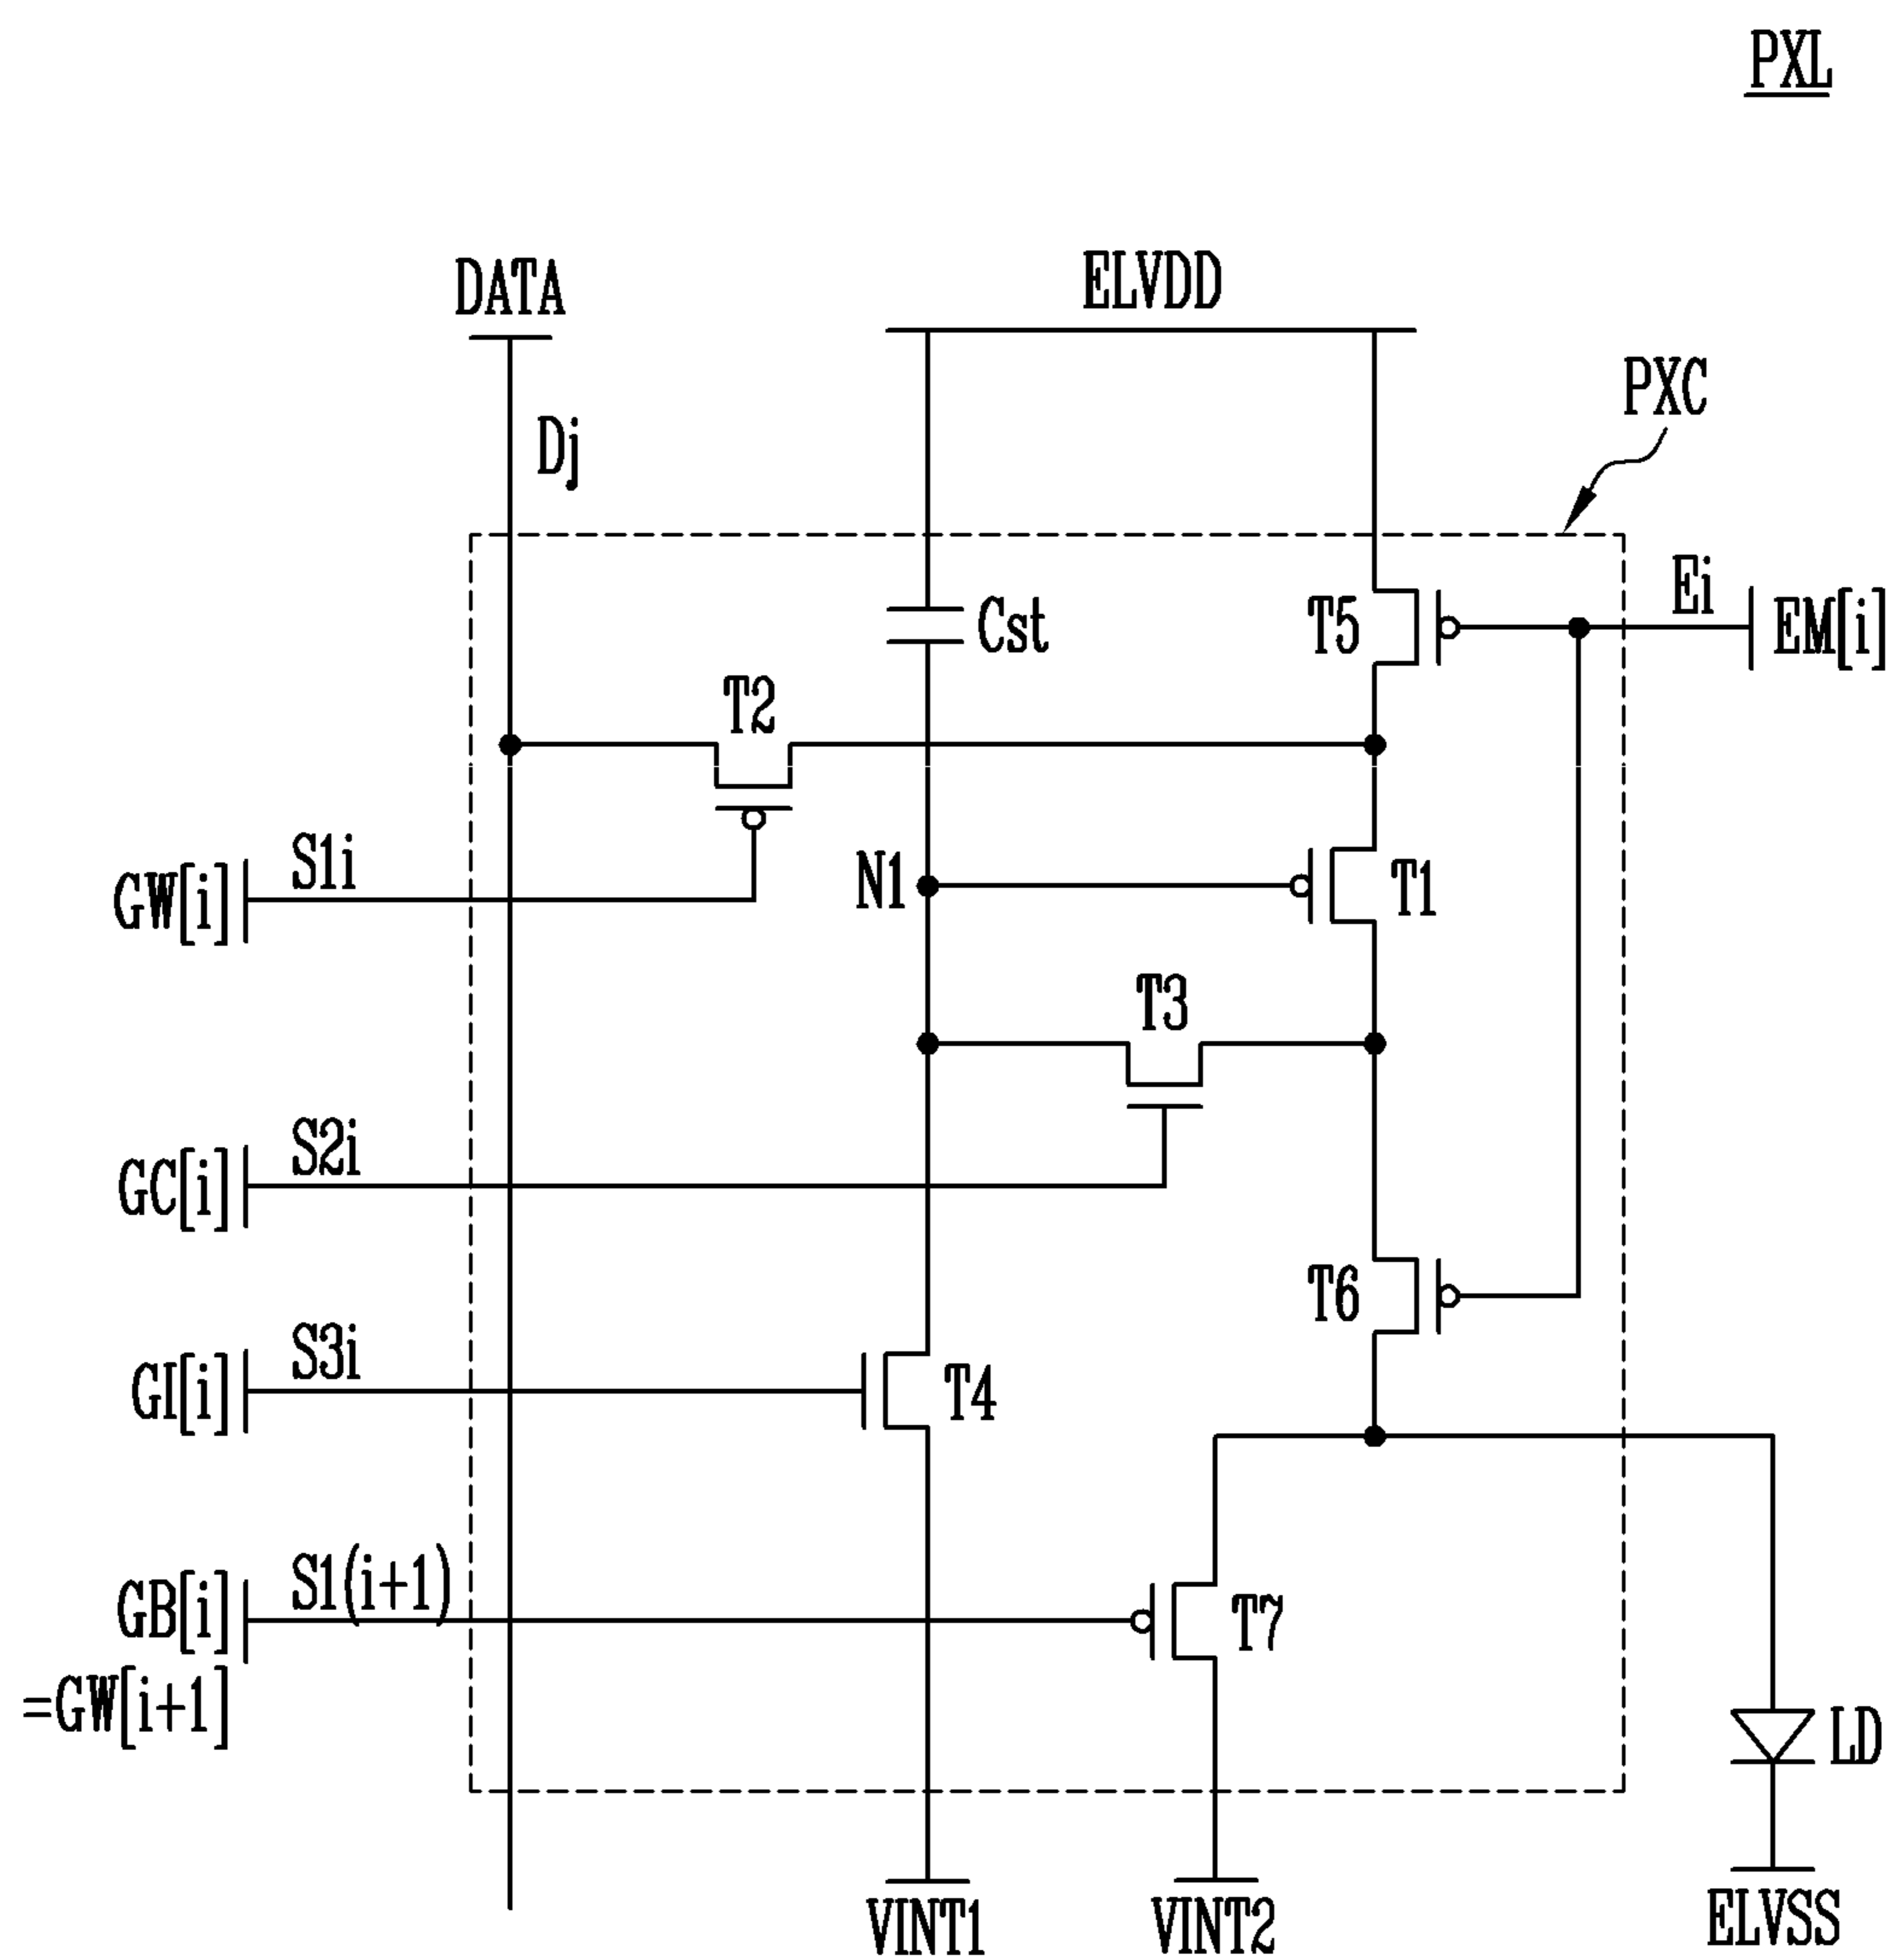 PXL
DATA
ELVDD
PXC
Dj
Ei
EM[i]
T5
Cst
T2
S1i
GW[i]
N1
T1
T3
S2i
GC[i]
T6
S3i
GI[i]
T4
S1(i+1)
GB[i]
=GW[i+1]
T7
LD
VINT1
VINT2
ELVSS